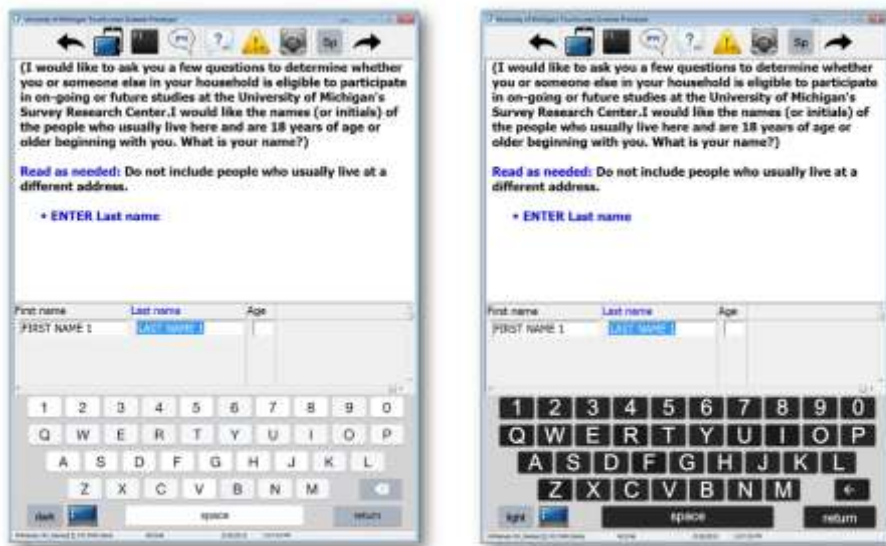 University of Michigan Touchscreen Screener Prototype
Sp
(I would like to ask you a few questions to determine whether
you or someone else in your household is eligible to participate
in on-going or future studies at the University of Michigan's
Survey Research Center.I would like the names (or initials) of
the people who usually live here and are 18 years of age or
older beginning with you. What is your name?)
Read as needed: Do not include people who usually live at a
different address.
• ENTER Last name
First name Last name Age
FIRST NAME 1 LAST NAME 1
1 2 3 4 5 6 7 8 9 0
Q W E R T Y U I O P
A S D F G H J K L
Z X C V B N M
dark space return
Sp
(I would like to ask you a few questions to determine whether
you or someone else in your household is eligible to participate
in on-going or future studies at the University of Michigan's
Survey Research Center.I would like the names (or initials) of
the people who usually live here and are 18 years of age or
older beginning with you. What is your name?)
Read as needed: Do not include people who usually live at a
different address.
• ENTER Last name
First name Last name Age
FIRST NAME 1 LAST NAME 1
1 2 3 4 5 6 7 8 9 0
Q W E R T Y U I O P
A S D F G H J K L
Z X C V B N M
light space return